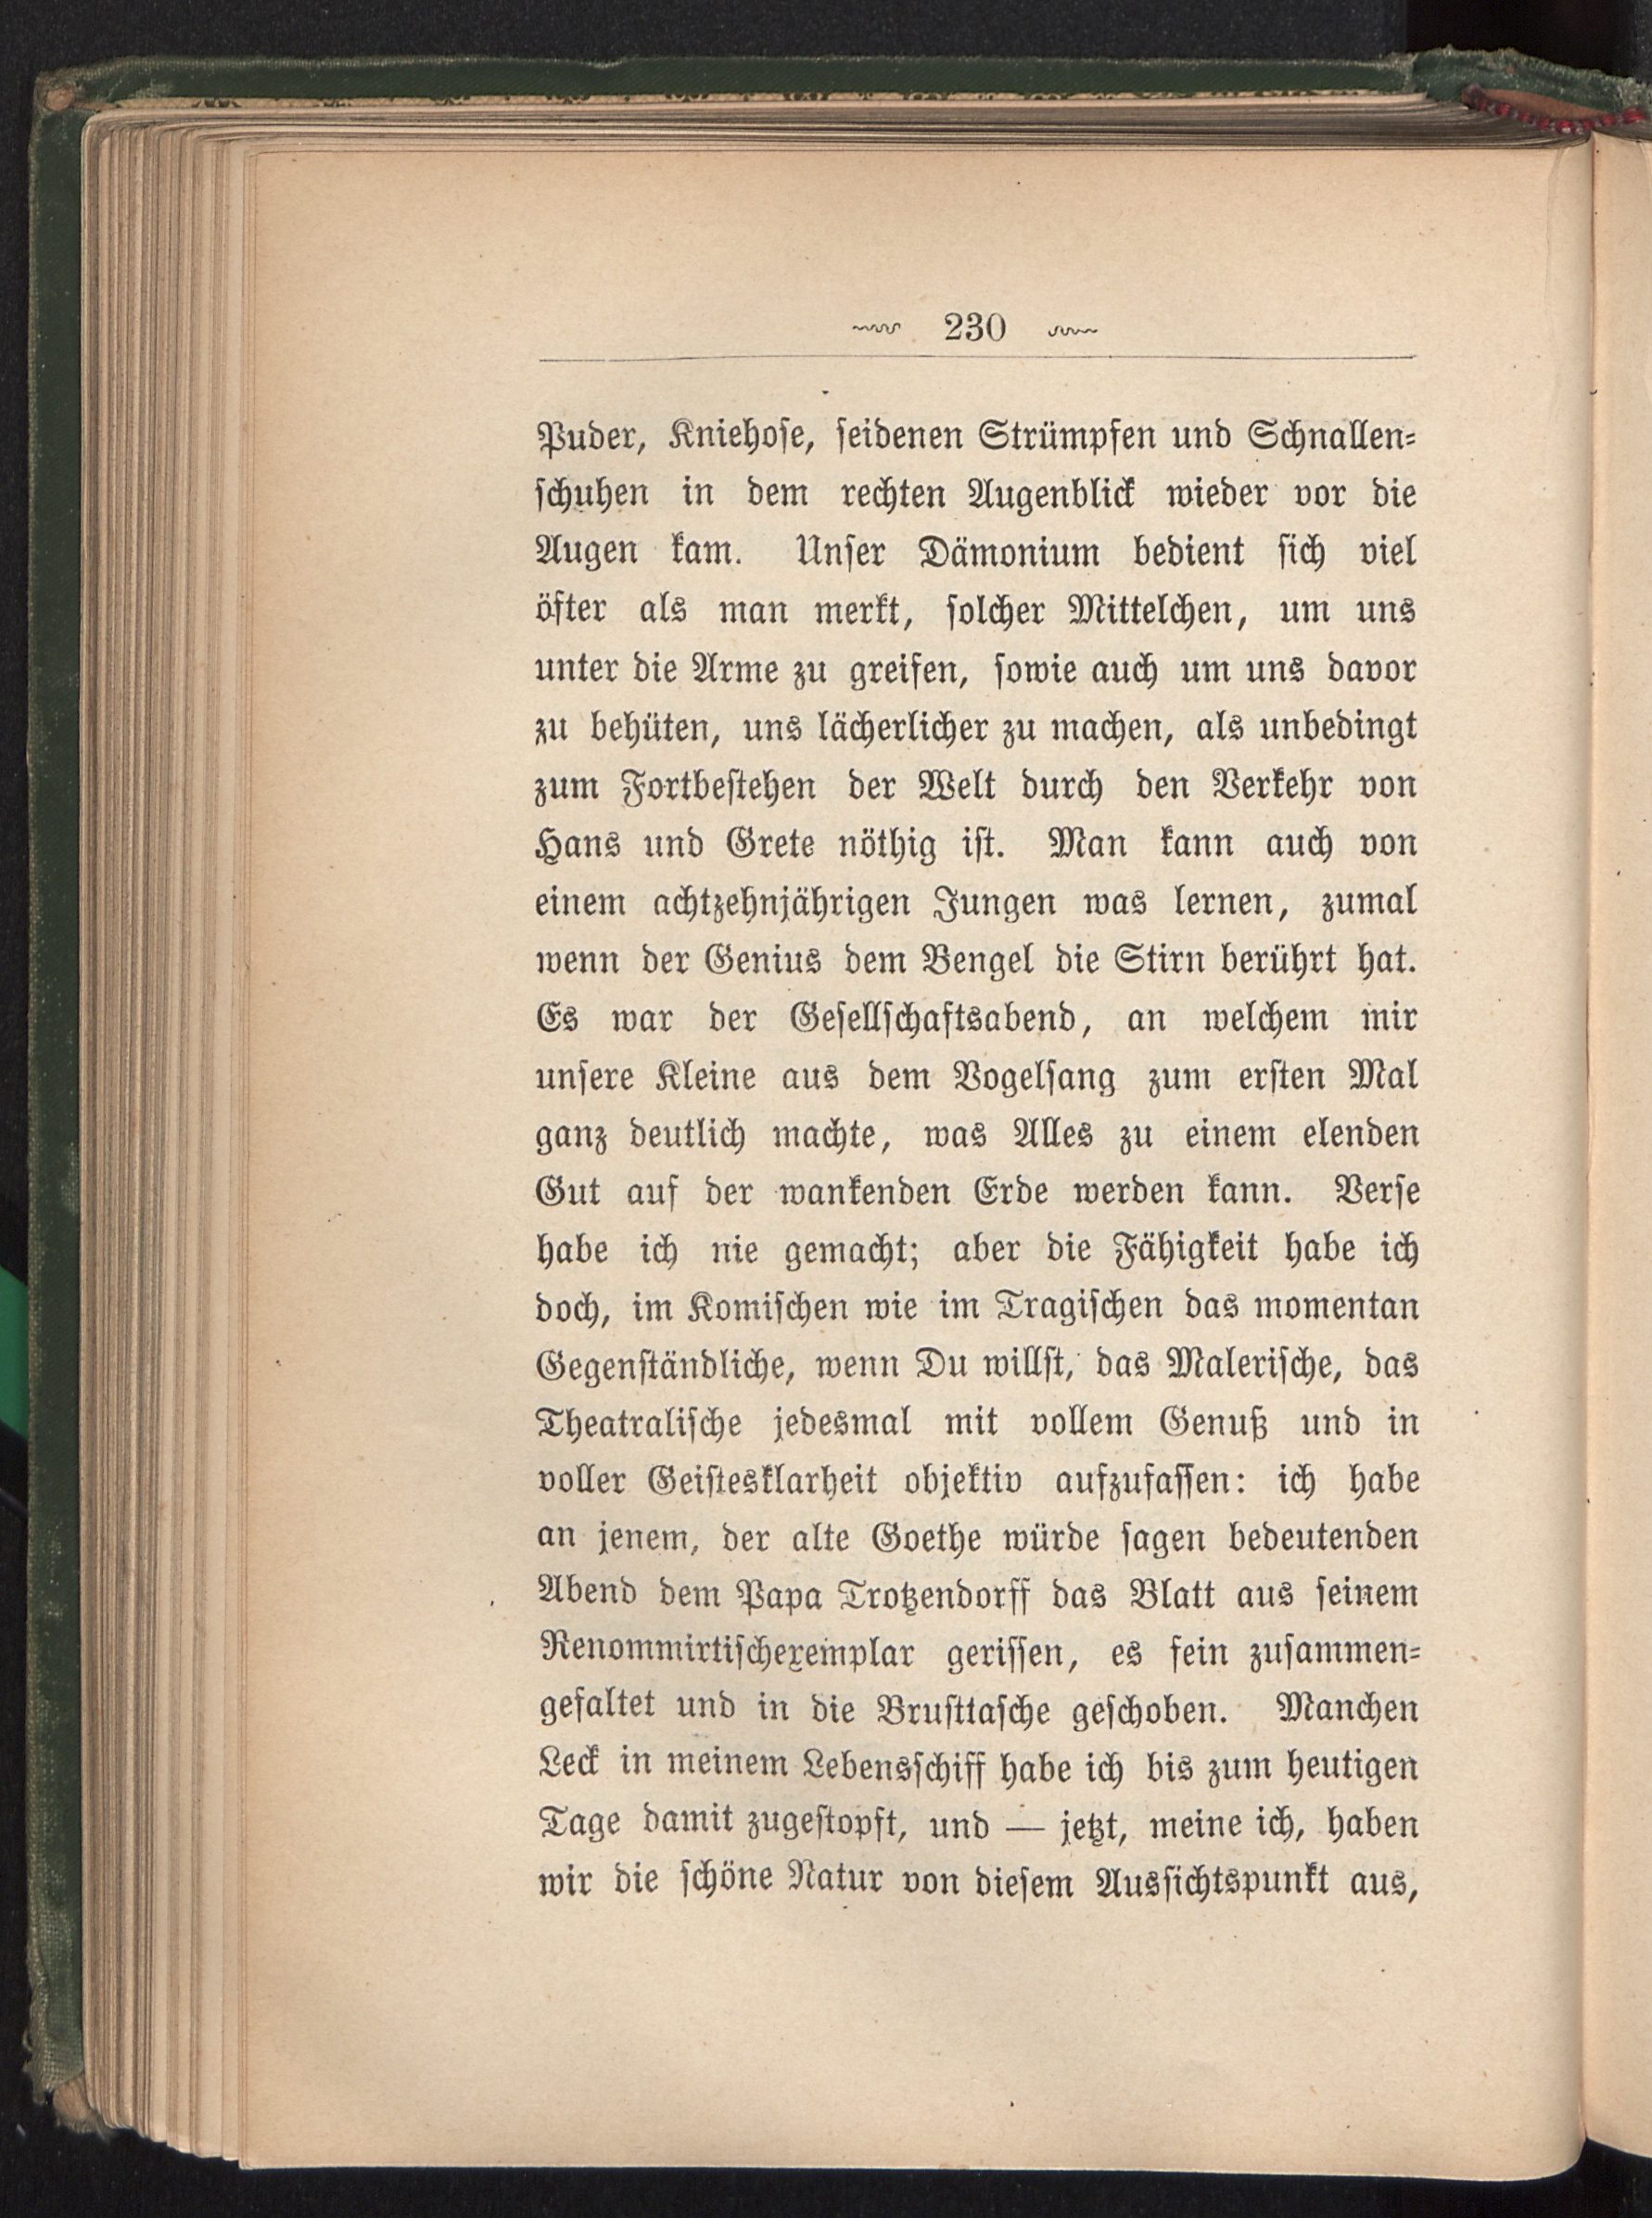 230
Puder, Kniehose, seidenen Strümpfen und Schnallen-
schuhen in dem rechten Augenblick wieder vor die
Augen kam. Unser Dämonium bedient sich viel
öfter als man merkt, solcher Mittelchen, um uns
unter die Arme zu greifen, sowie auch um uns davor
zu behüten, uns lächerlicher zu machen, als unbedingt
zum Fortbestehen der Welt durch den Verkehr von
Hans und Grete nöthig ist. Man kann auch von
einem achtzehnjährigen Jungen was lernen, zumal
wenn der Genius dem Bengel die Stirn berührt hat.
Es war der Gesellschaftsabend, an welchem mir
unsere Kleine aus dem Vogelsang zum ersten Mal
ganz deutlich machte, was Alles zu einem elenden
Gut auf der wankenden Erde werden kann. Verse
habe ich nie gemacht; aber die Fähigkeit habe ich
doch, im Komischen wie im Tragischen das momentan
Gegenständliche, wenn Du willst, das Malerische, das
Theatralische jedesmal mit vollem Genuß und in
voller Geistesklarheit objektiv aufzufassen: ich habe
an jenem, der alte Goethe würde sagen bedeutenden
Abend dem Papa Trotzendorff das Blatt aus seinem
Renommirtischexemplar gerissen, es fein zusammen-
gefaltet und in die Brusttasche geschoben. Manchen
Leck in meinem Lebensschiff habe ich bis zum heutigen
Tage damit zugestopft, und — jetzt, meine ich, haben
wir die schöne Natur von diesem Aussichtspunkt aus,